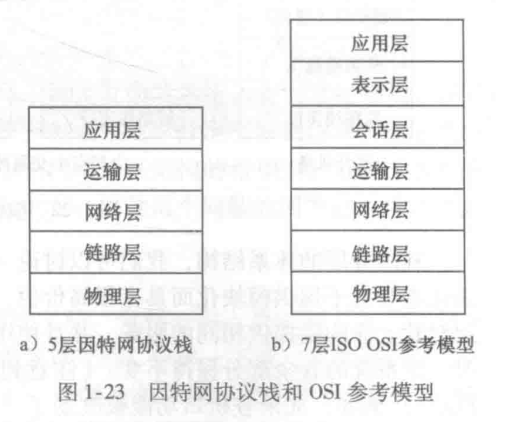 应用层
运输层
网络层
链路层
物理层
a）5层因特网协议栈
应用层
表示层
会话层
运输层
网络层
链路层
物理层
b）7层ISO OSI参考模型
图 1-23 因特网协议栈和 OSI 参考模型